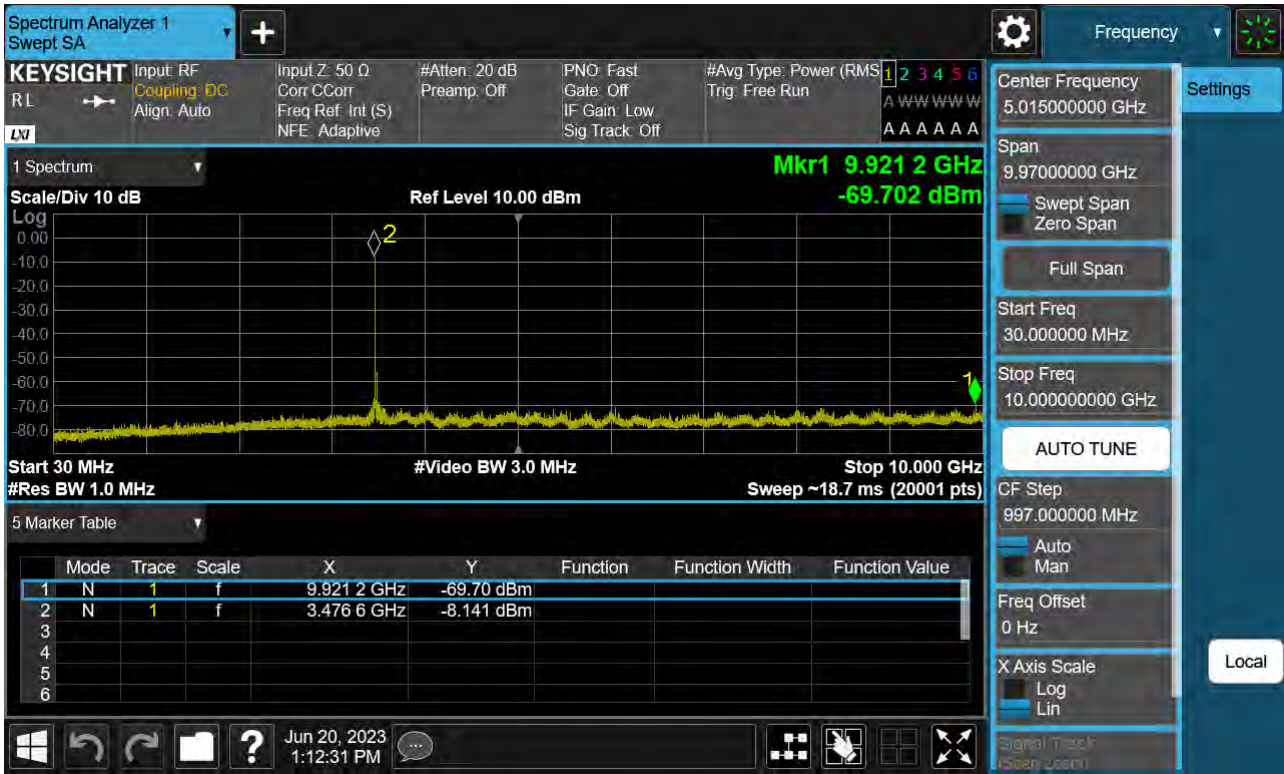 Spectrum Analyzer 1
Swept SA
+
Frequency
KEYSIGHT
RL
LXI
Input: RF
Coupling: DC
Align: Auto
Input Z: 50 Ω
Corr CCorr
Freq Ref: Int (S)
NFE: Adaptive
#Atten: 20 dB
Preamp: Off
PNO: Fast
Gate: Off
IF Gain: Low
Sig Track: Off
#Avg Type: Power (RMS
Trig: Free Run
1 2 3 4 5 6
A W W W W W
A A A A A A
1 Spectrum
Scale/Div 10 dB
Ref Level 10.00 dBm
Mkr1 9.921 2 GHz
-69.702 dBm
Log
0.00
-10.0
-20.0
-30.0
-40.0
-50.0
-60.0
-70.0
-80.0
2
1
Start 30 MHz
#Video BW 3.0 MHz
Stop 10.000 GHz
#Res BW 1.0 MHz
Sweep ~18.7 ms (20001 pts)
5 Marker Table
Mode Trace Scale X Y Function Function Width Function Value
1 N 1 f 9.921 2 GHz -69.70 dBm
2 N 1 f 3.476 6 GHz -8.141 dBm
3
4
5
6
Jun 20, 2023
1:12:31 PM
?
Center Frequency
5.015000000 GHz
Settings
Span
9.97000000 GHz
Swept Span
Zero Span
Full Span
Start Freq
30.000000 MHz
Stop Freq
10.000000000 GHz
AUTO TUNE
CF Step
997.000000 MHz
Auto
Man
Freq Offset
0 Hz
X Axis Scale
Log
Lin
Local
Signal Track
(Span Zoom)